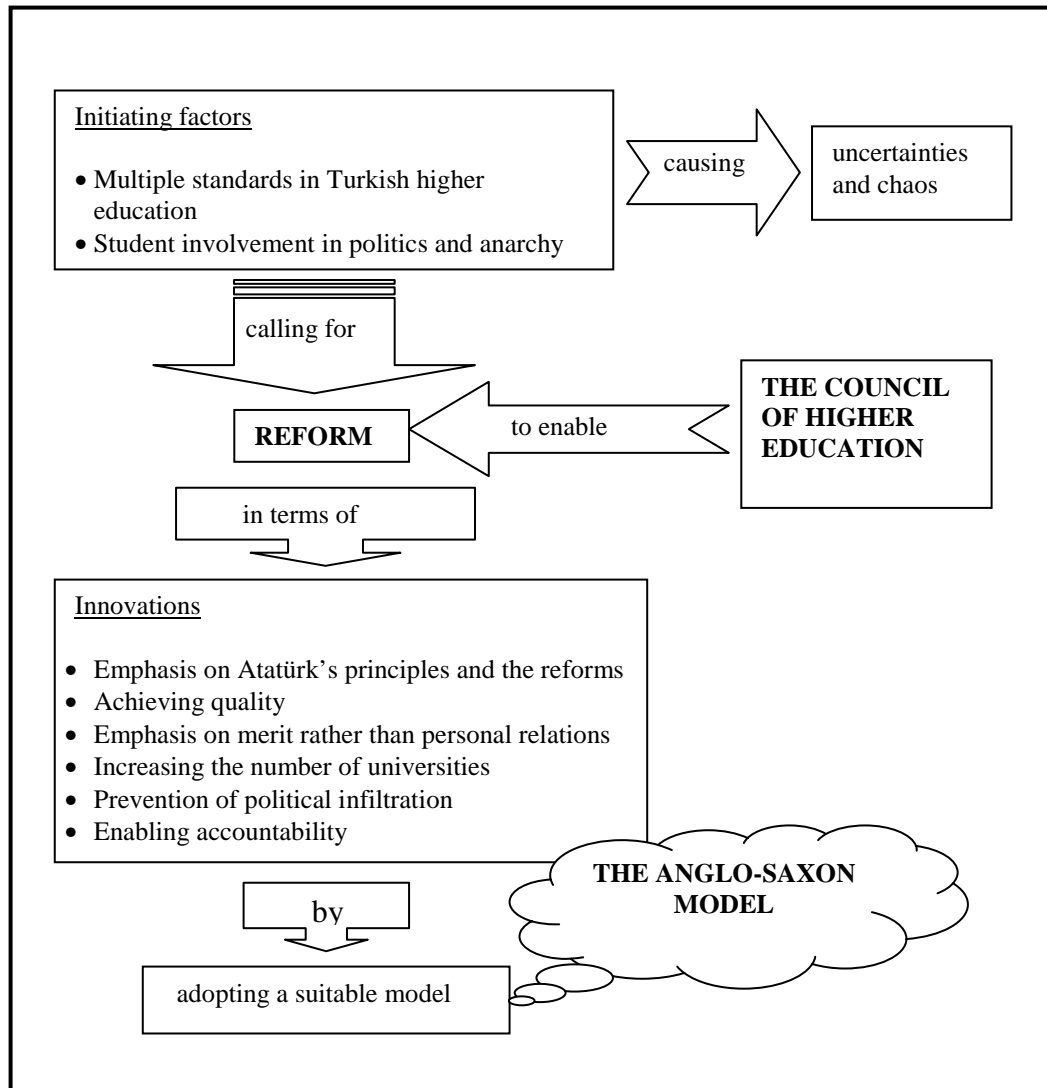 Initiating factors
• Multiple standards in Turkish higher
education
• Student involvement in politics and anarchy
causing
uncertainties
and chaos
calling for
REFORM
to enable
THE COUNCIL
OF HIGHER
EDUCATION
in terms of
Innovations
• Emphasis on Atatürk’s principles and the reforms
• Achieving quality
• Emphasis on merit rather than personal relations
• Increasing the number of universities
• Prevention of political infiltration
• Enabling accountability
THE ANGLO-SAXON
MODEL
by
adopting a suitable model